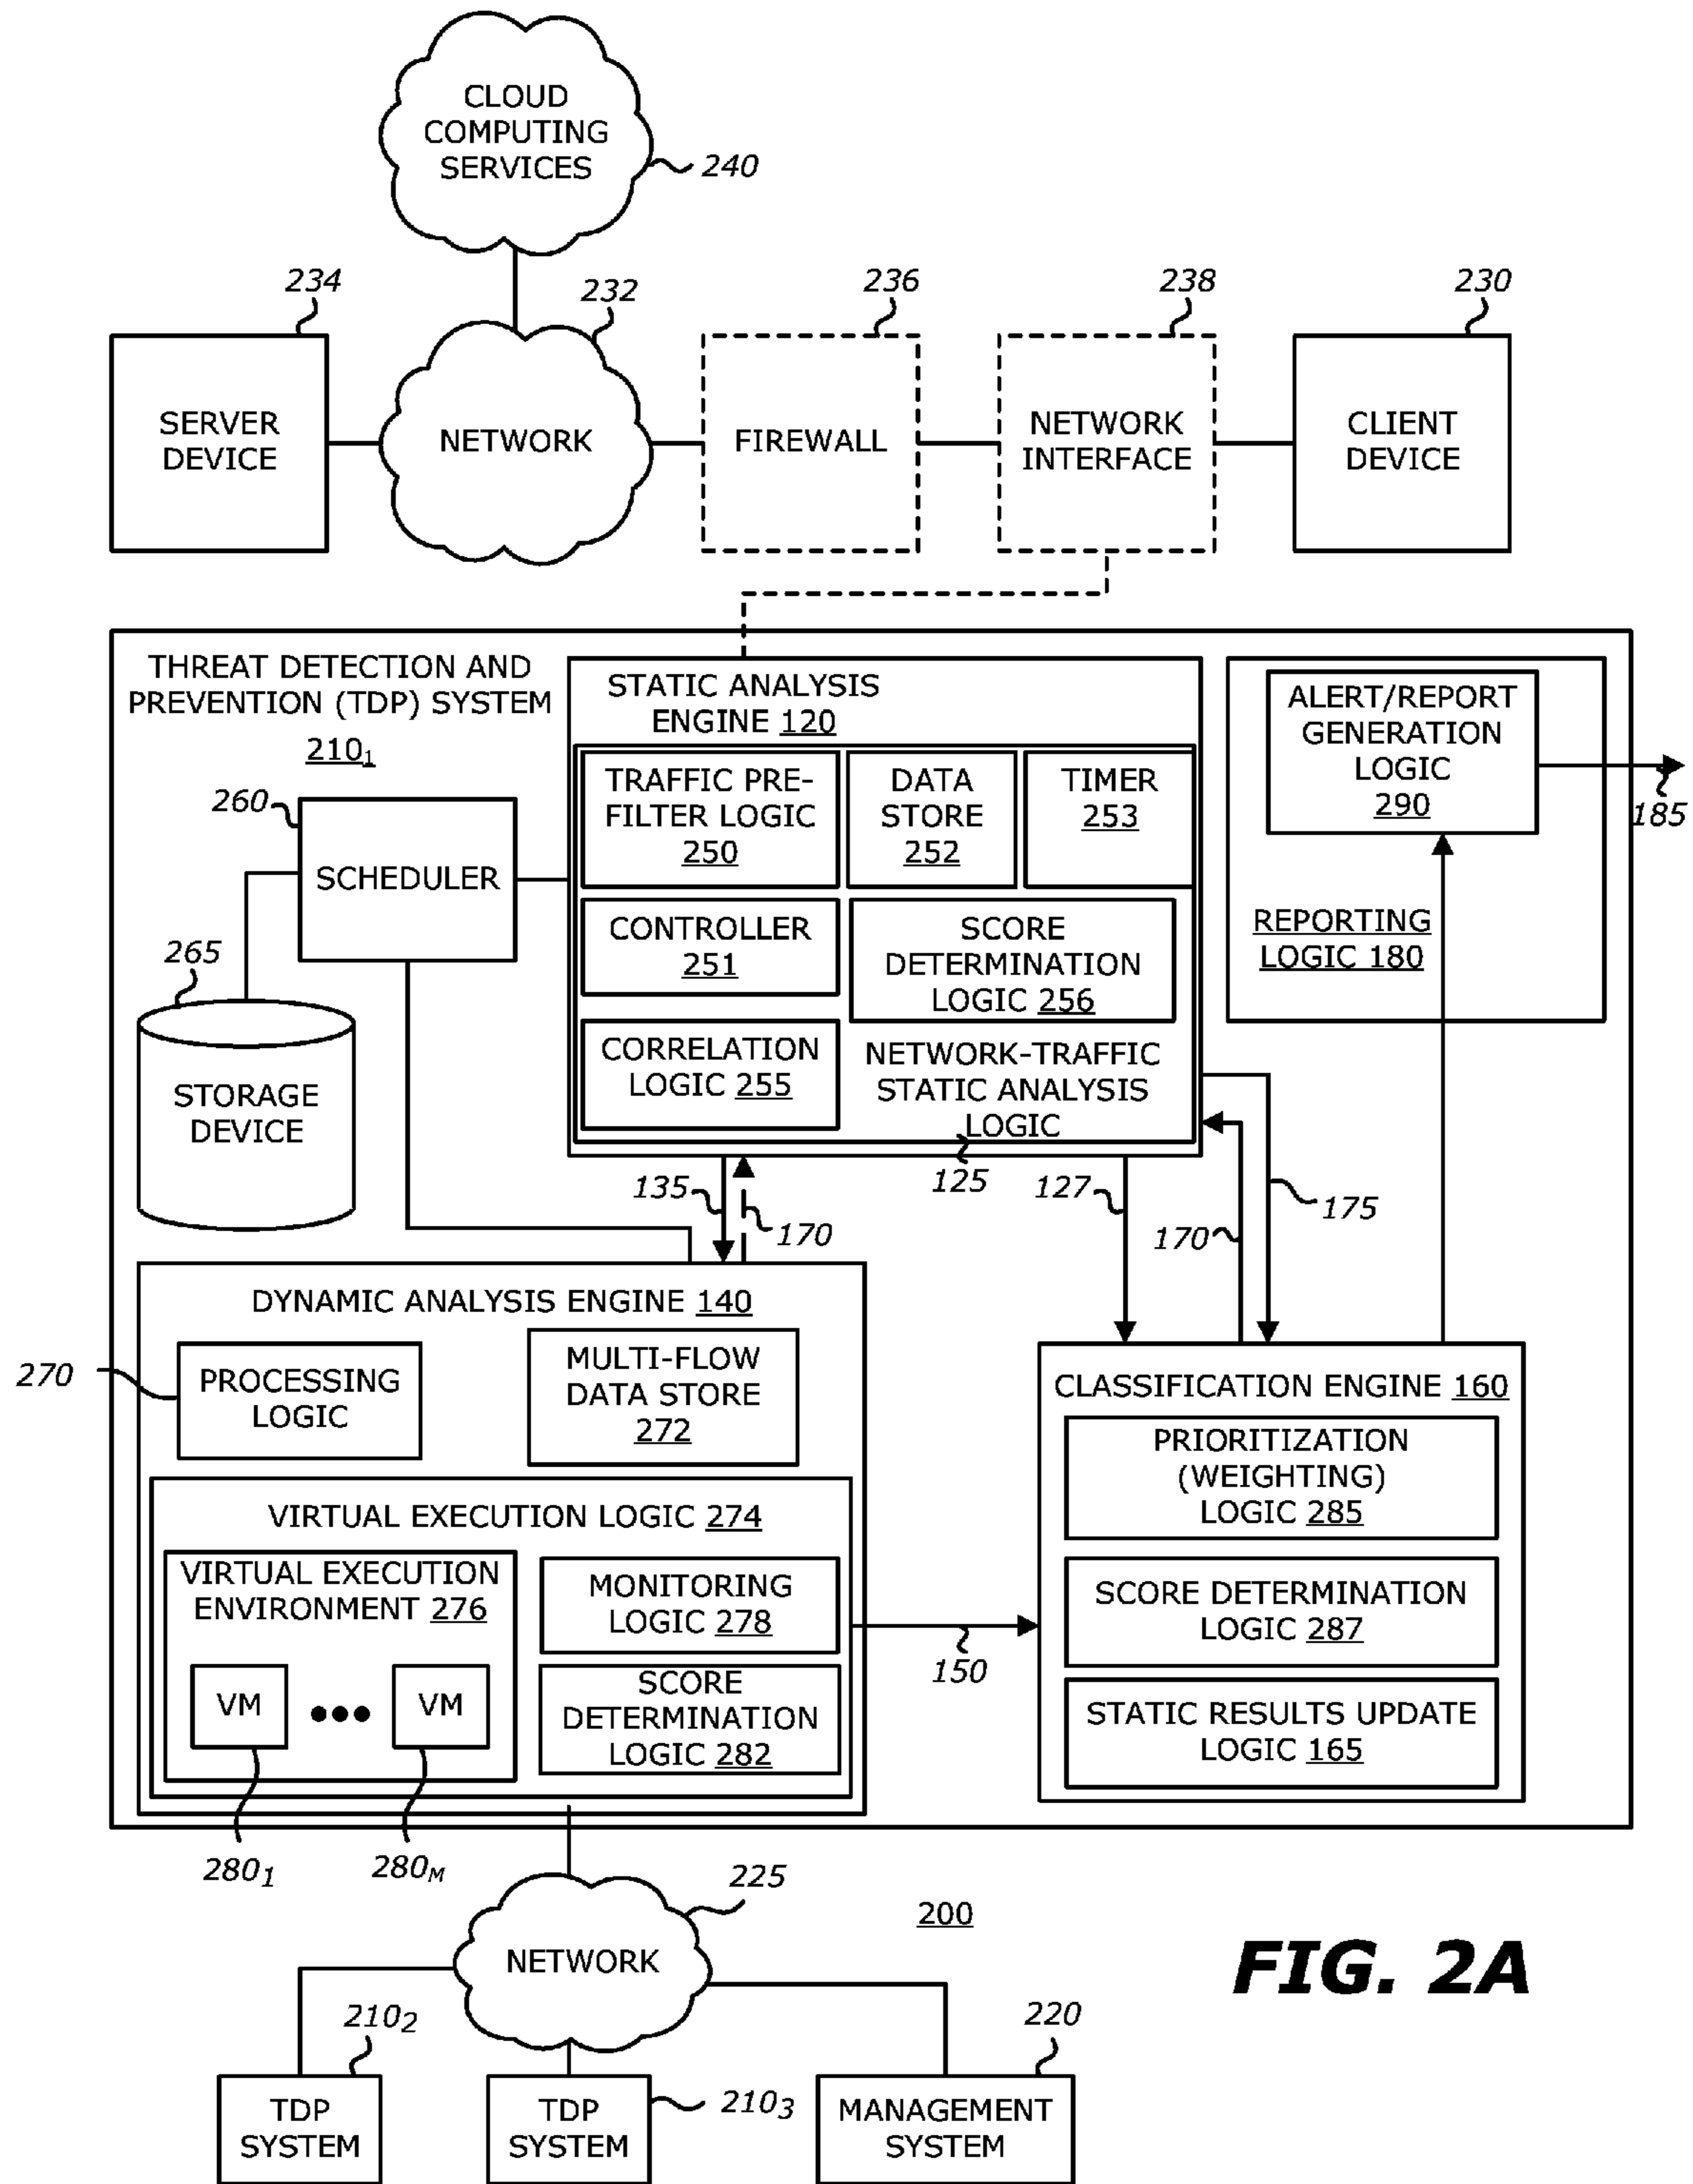 CLOUD
COMPUTING
SERVICES
240
234
232
236
238
230
SERVER
DEVICE
NETWORK
FIREWALL
NETWORK
INTERFACE
CLIENT
DEVICE
THREAT DETECTION AND
PREVENTION (TDP) SYSTEM
210₁
STATIC ANALYSIS
ENGINE 120
TRAFFIC PRE-
FILTER LOGIC
250
DATA
STORE
252
TIMER
253
CONTROLLER
251
SCORE
DETERMINATION
LOGIC 256
CORRELATION
LOGIC 255
NETWORK-TRAFFIC
STATIC ANALYSIS
LOGIC
125
ALERT/REPORT
GENERATION
LOGIC
290
185
REPORTING
LOGIC 180
260
SCHEDULER
265
STORAGE
DEVICE
135
170
127
170
175
DYNAMIC ANALYSIS ENGINE 140
270
PROCESSING
LOGIC
MULTI-FLOW
DATA STORE
272
VIRTUAL EXECUTION LOGIC 274
VIRTUAL EXECUTION
ENVIRONMENT 276
VM
VM
MONITORING
LOGIC 278
SCORE
DETERMINATION
LOGIC 282
280₁
280M
150
CLASSIFICATION ENGINE 160
PRIORITIZATION
(WEIGHTING)
LOGIC 285
SCORE DETERMINATION
LOGIC 287
STATIC RESULTS UPDATE
LOGIC 165
225
NETWORK
200
FIG. 2A
210₂
TDP
SYSTEM
210₃
TDP
SYSTEM
220
MANAGEMENT
SYSTEM